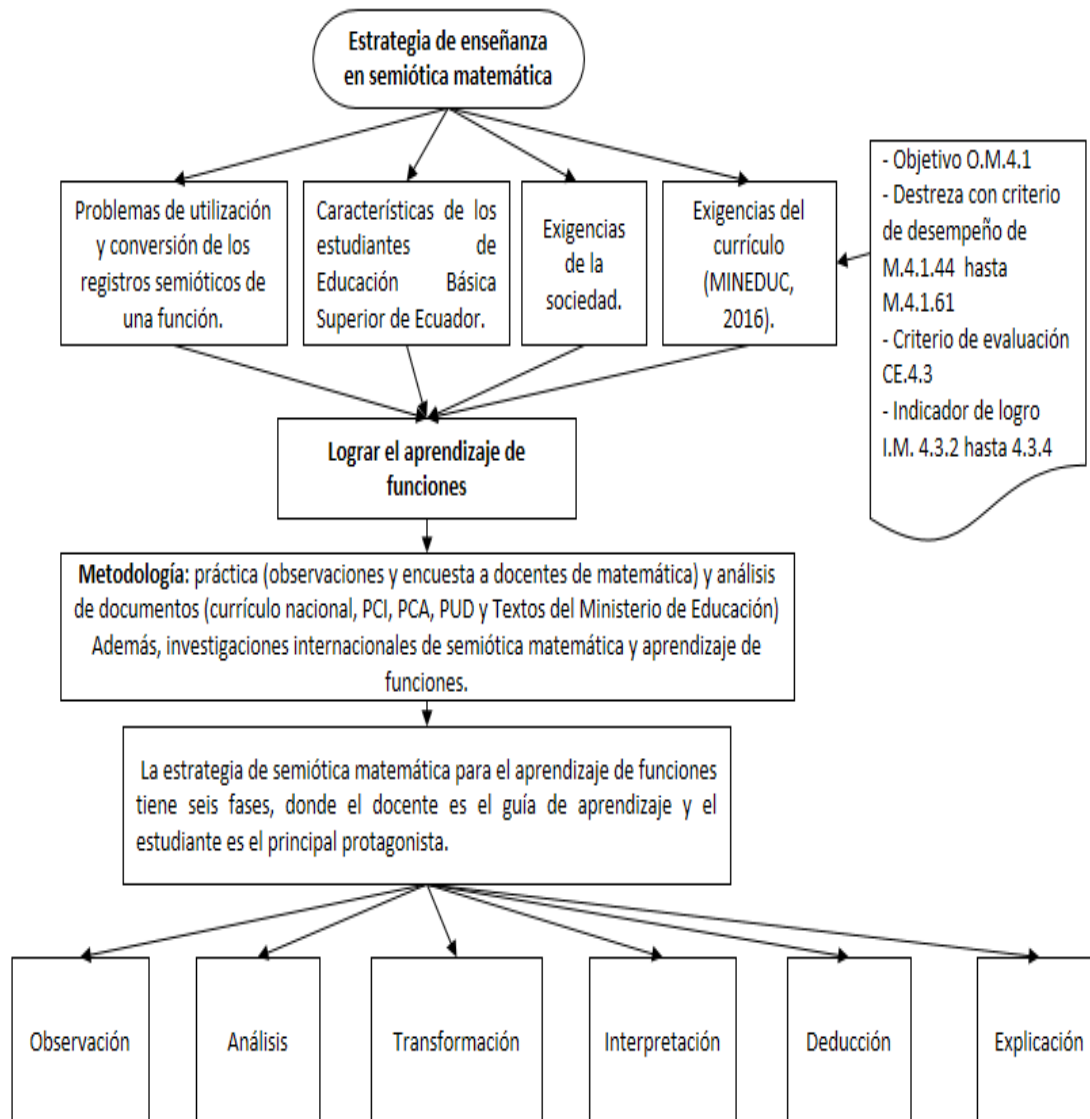 Estrategia de enseñanza
en semiótica matemática
Problemas de utilización
y conversión de los
registros semióticos de
una función.
Características de los
estudiantes de
Educación Básica
Superior de Ecuador.
Exigencias
de la
sociedad.
Exigencias del
currículo
(MINEDUC,
2016).
- Objetivo O.M.4.1
- Destreza con criterio
de desempeño de
M.4.1.44 hasta
M.4.1.61
- Criterio de evaluación
CE.4.3
- Indicador de logro
I.M. 4.3.2 hasta 4.3.4
Lograr el aprendizaje de
funciones
Metodología: práctica (observaciones y encuesta a docentes de matemática) y análisis
de documentos (currículo nacional, PCI, PCA, PUD y Textos del Ministerio de Educación)
Además, investigaciones internacionales de semiótica matemática y aprendizaje de
funciones.
La estrategia de semiótica matemática para el aprendizaje de funciones
tiene seis fases, donde el docente es el guía de aprendizaje y el
estudiante es el principal protagonista.
Observación
Análisis
Transformación
Interpretación
Deducción
Explicación